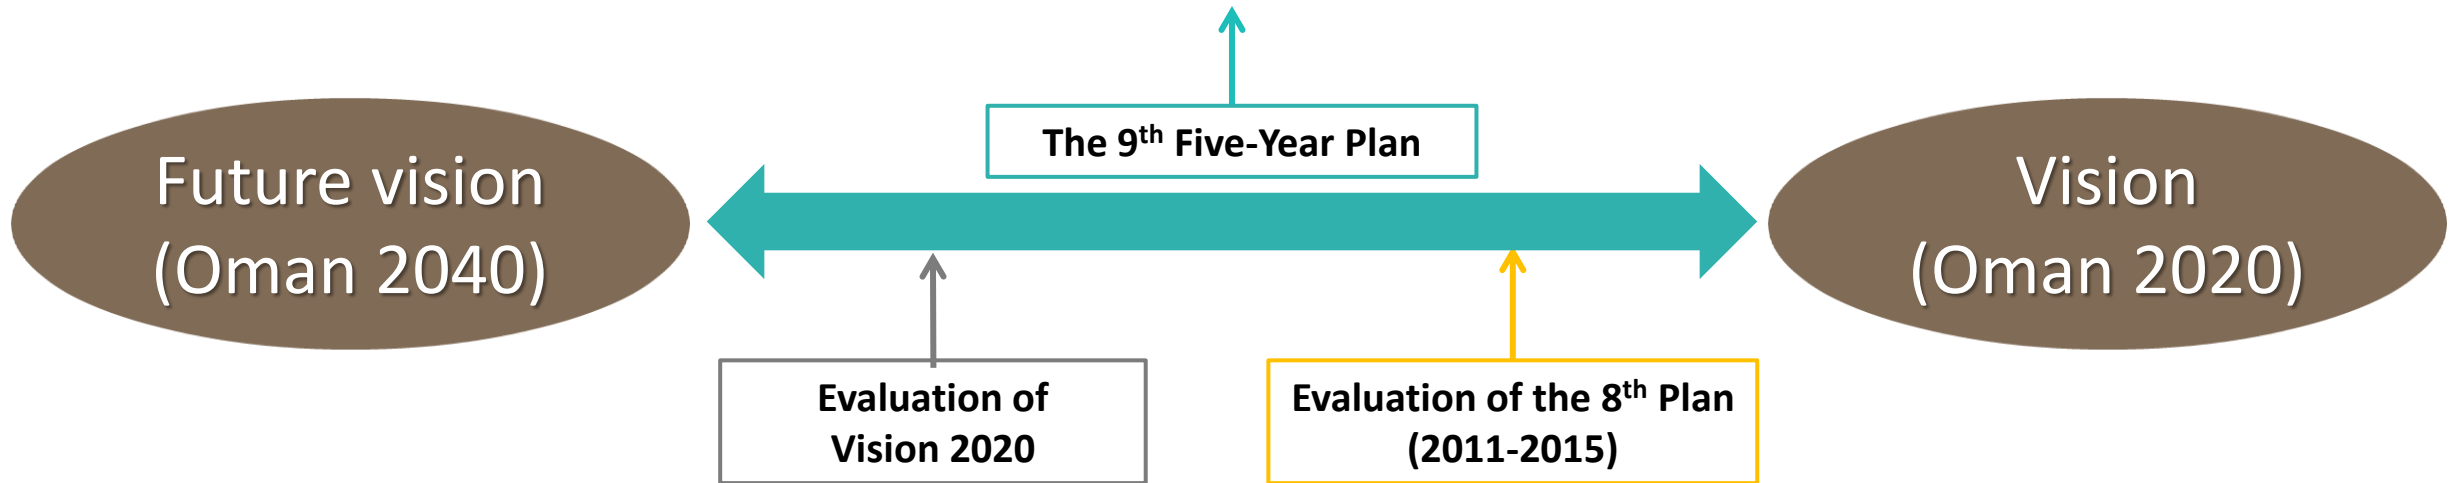 The 9th Five-Year Plan
Future vision
(Oman 2040)
Vision
(Oman 2020)
Evaluation of
Vision 2020
Evaluation of the 8th Plan
(2011-2015)